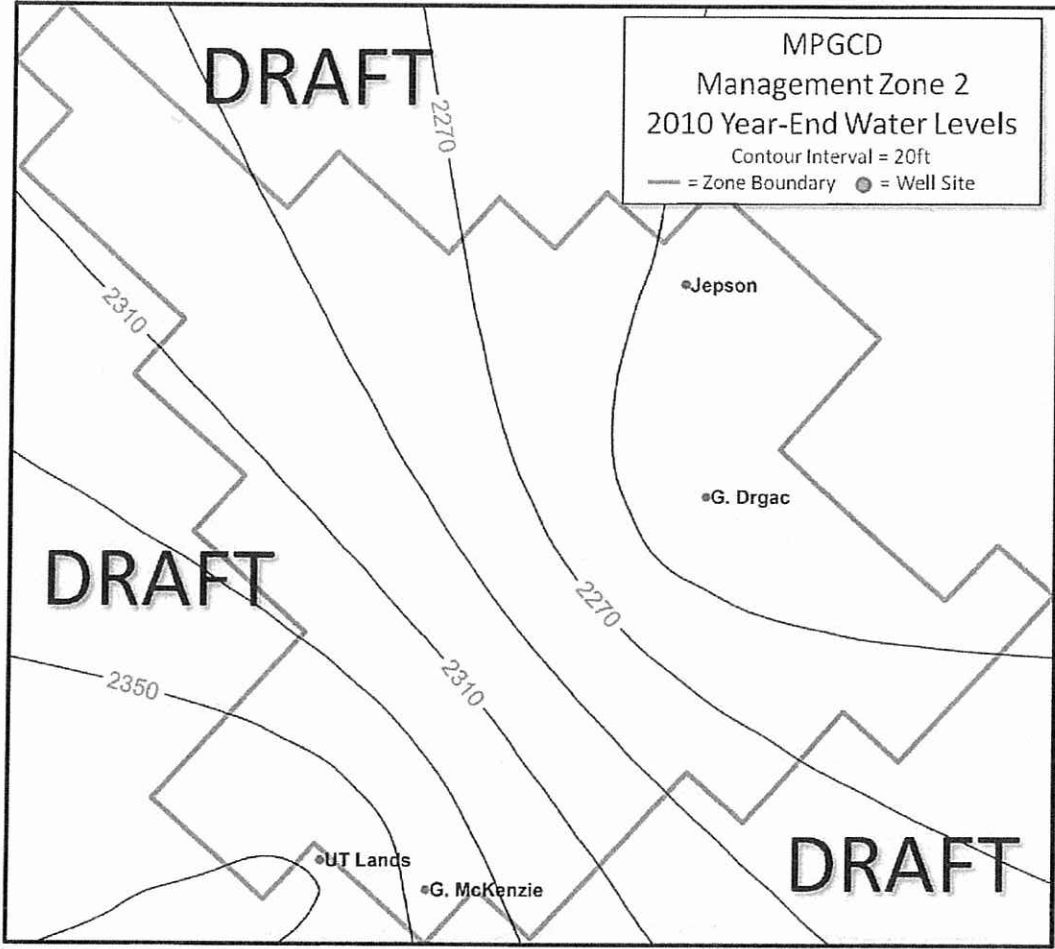 DRAFT
MPGCD
Management Zone 2
2010 Year-End Water Levels
Contour Interval = 20ft
= Zone Boundary = Well Site
2270
Jepson
2310
G. Drgac
DRAFT
2270
2310
2350
DRAFT
UT Lands
G. McKenzie